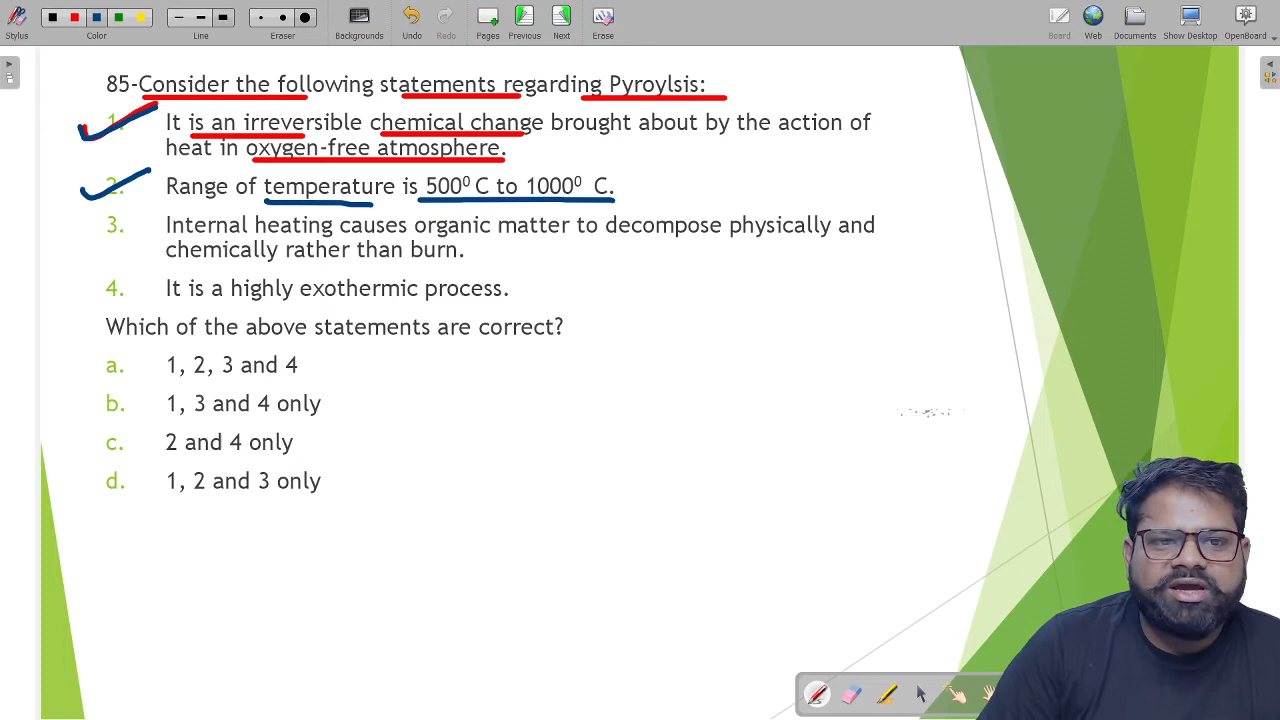 Stylus
Color
Line
Eraser
Backgrounds
Undo
Redo
Pages
Previous
Next
Erase
Board
Web
Documents
Show Desktop
OpenBoard
85-Consider the following statements regarding Pyroylsis:
1. It is an irreversible chemical change brought about by the action of
heat in oxygen-free atmosphere.
2. Range of temperature is 500⁰ C to 1000⁰ C.
3. Internal heating causes organic matter to decompose physically and
chemically rather than burn.
4. It is a highly exothermic process.
Which of the above statements are correct?
a. 1, 2, 3 and 4
b. 1, 3 and 4 only
c. 2 and 4 only
d. 1, 2 and 3 only